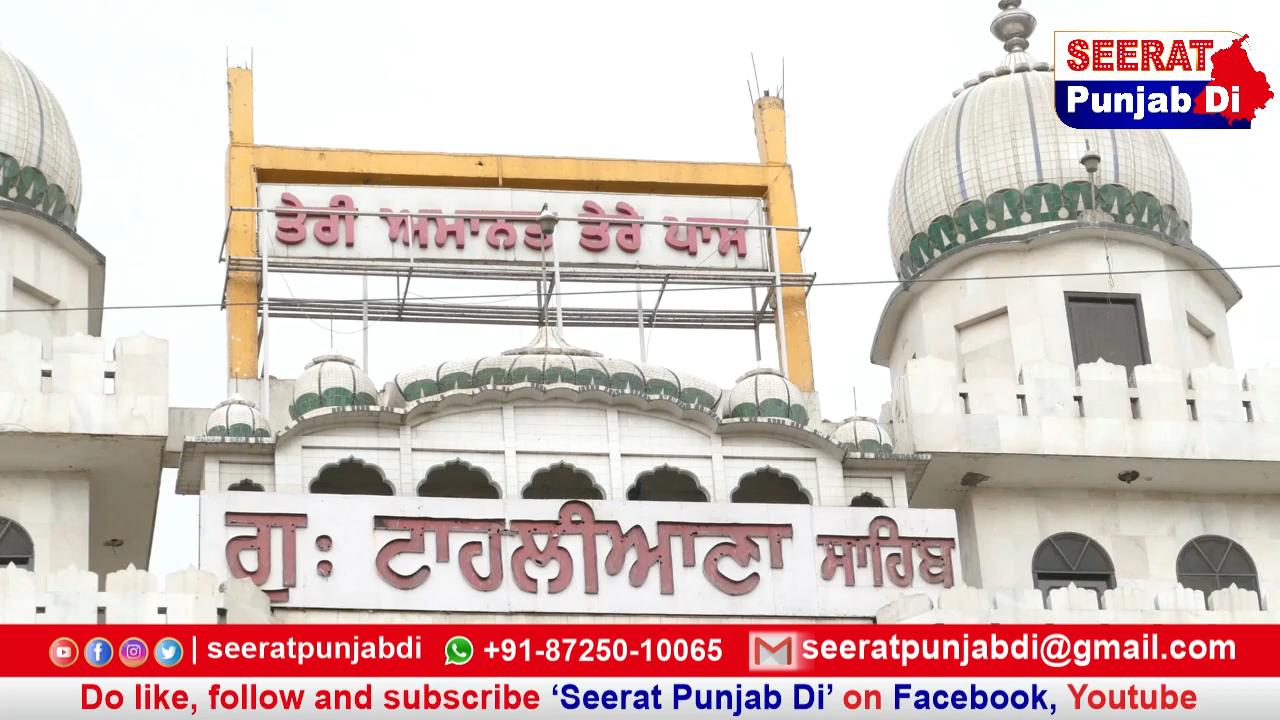 SEERAT
Punjab Di
ਤੇਰੀ ਅਮਾਨਤ ਤੇਰੇ ਪਾਸ
ਗੁ: ਟਾਹਲੀਆਣਾ ਸਾਹਿਬ
| seeratpunjabdi +91-87250-10065 seeratpunjabdi@gmail.com
Do like, follow and subscribe ‘Seerat Punjab Di’ on Facebook, Youtube